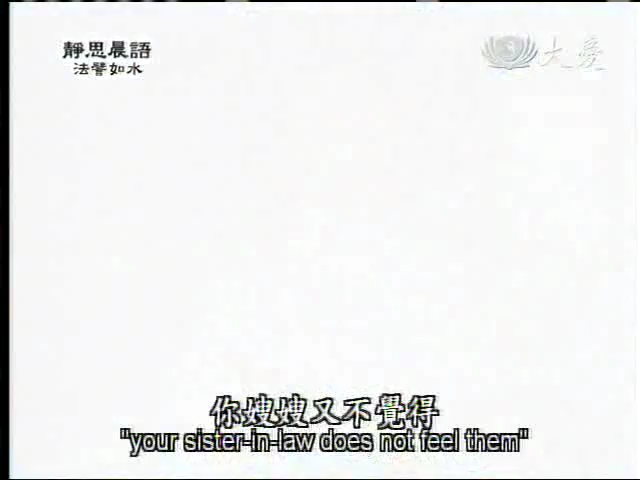 靜思晨語
法譬如水
大愛
你嫂嫂又不覺得
"your sister-in-law does not feel them"